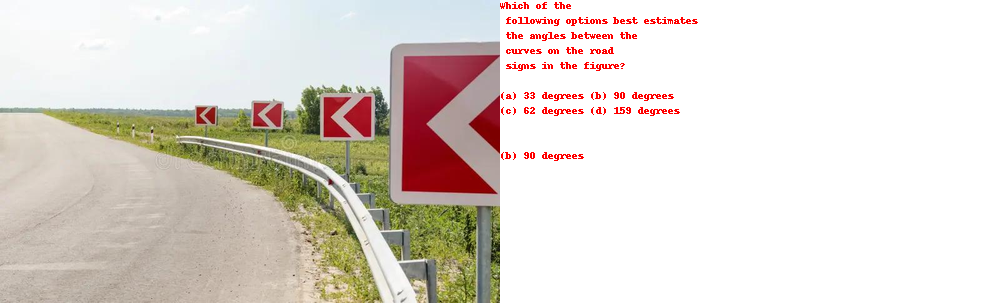 Which of the
following options best estimates
the angles between the
curves on the road
signs in the figure?
(a) 33 degrees (b) 90 degrees
(c) 62 degrees (d) 159 degrees
(b) 90 degrees